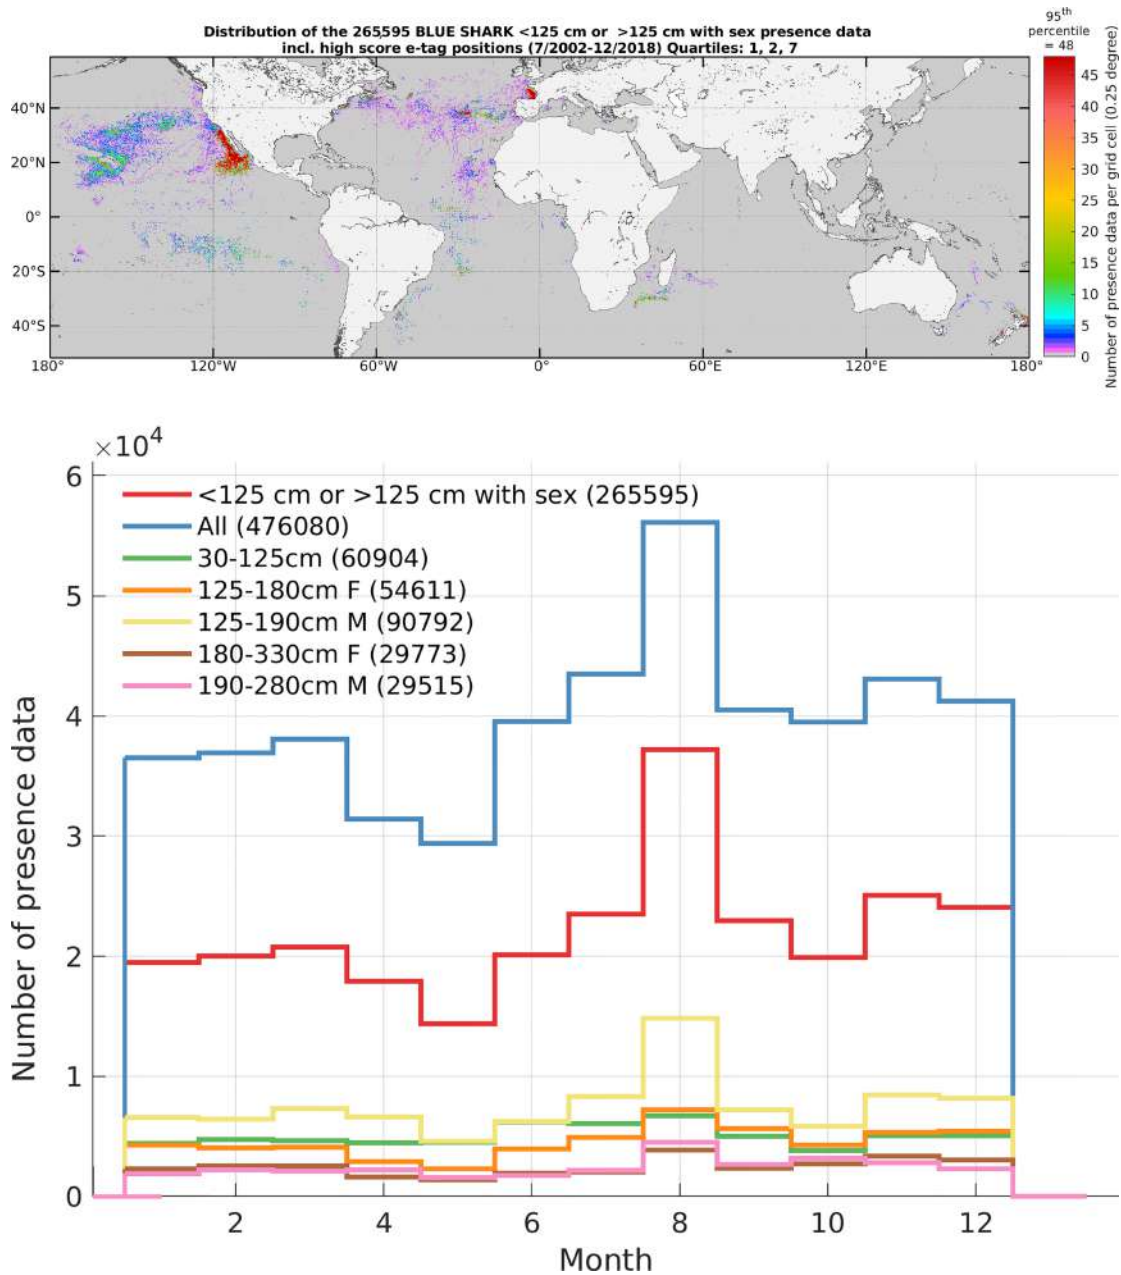 Distribution of the 265595 BLUE SHARK <125 cm or >125 cm with sex presence data
incl. high score e-tag positions (7/2002-12/2018) Quartiles: 1, 2, 7
95th
percentile
= 48
45
40
35
30
25
20
15
10
5
0
Number of presence data per grid cell (0.25 degree)
40°N
20°N
0°
20°S
40°S
180° 120°W 60°W 0° 60°E 120°E 180°
×10⁴
6
5
4
3
2
1
0
<125 cm or >125 cm with sex (265595)
All (476080)
30-125cm (60904)
125-180cm F (54611)
125-190cm M (90792)
180-330cm F (29773)
190-280cm M (29515)
Number of presence data
2 4 6 8 10 12
Month